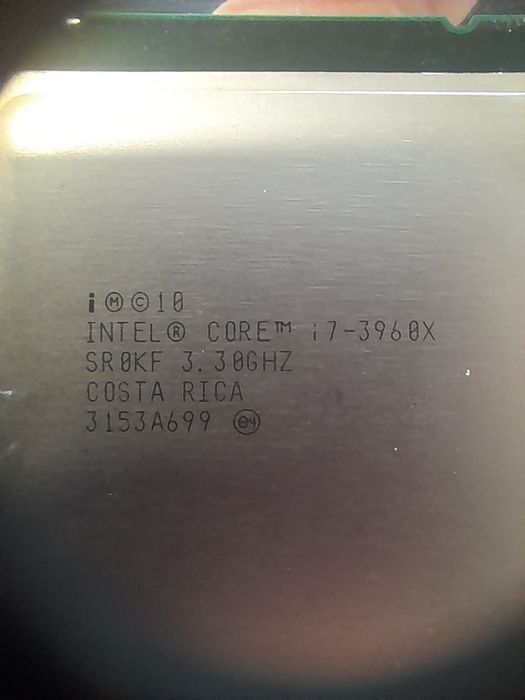 i Ⓜ©10
INTEL® CORE™ i7-3960X
SR0KF 3.30GHZ
COSTA RICA
3153A699 e4